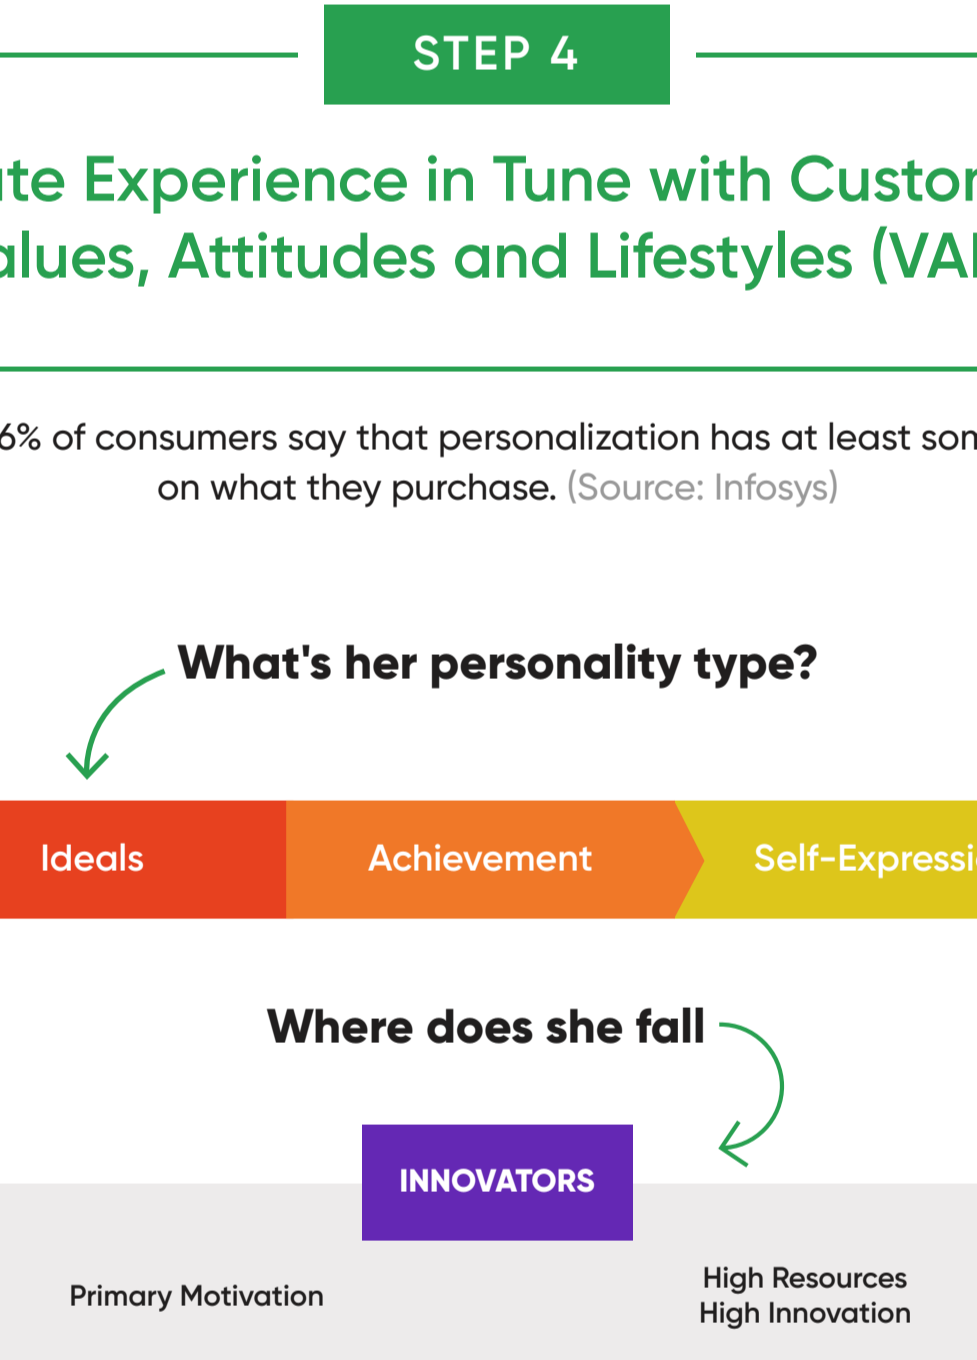 STEP 4
te Experience in Tune with Custo
alues, Attitudes and Lifestyles (VA
6% of consumers say that personalization has at least som
on what they purchase. (Source: Infosys)
What's her personality type?
Ideals Achievement Self-Expressi
Where does she fall
INNOVATORS
Primary Motivation
High Resources
High Innovation